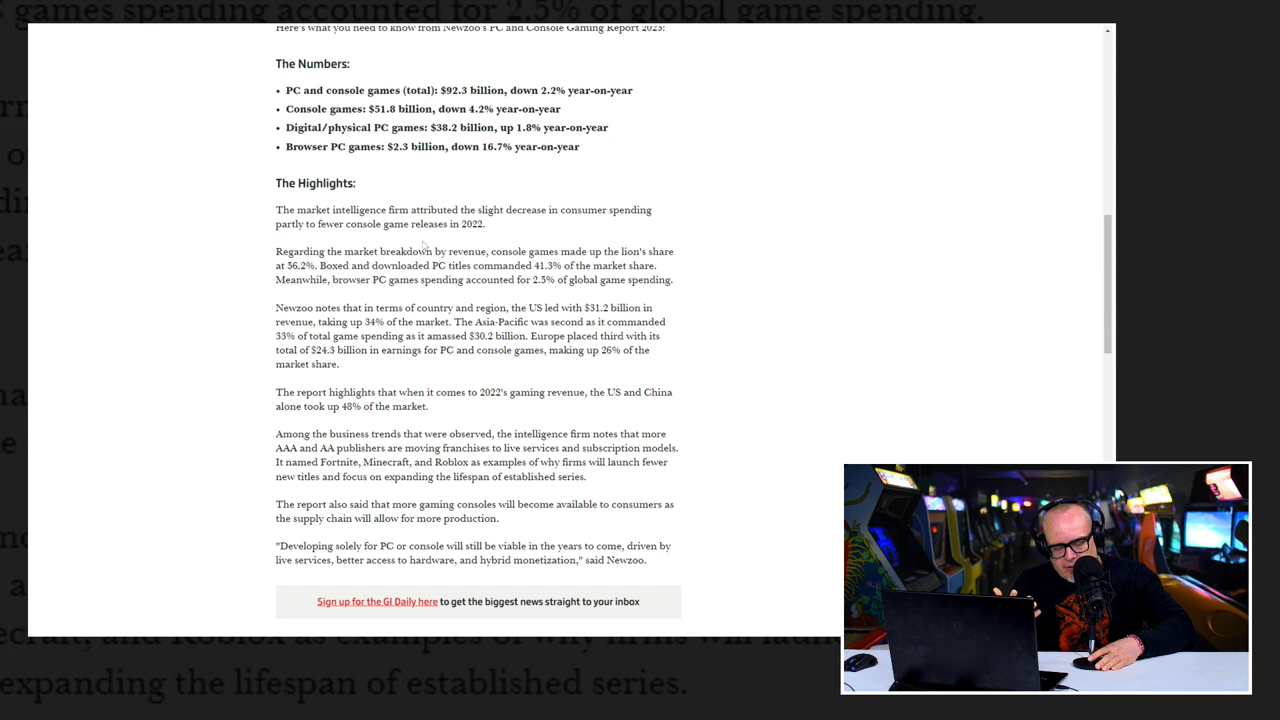 games spending accounted for 2.5% of global game spending.
Here's what you need to know from Newzoo's PC and Console Gaming Report 2023:
The Numbers:
• PC and console games (total): $92.3 billion, down 2.2% year-on-year
• Console games: $51.8 billion, down 4.2% year-on-year
• Digital/physical PC games: $38.2 billion, up 1.8% year-on-year
• Browser PC games: $2.3 billion, down 16.7% year-on-year
The Highlights:
The market intelligence firm attributed the slight decrease in consumer spending
partly to fewer console game releases in 2022.
Regarding the market breakdown by revenue, console games made up the lion's share
at 56.2%. Boxed and downloaded PC titles commanded 41.3% of the market share.
Meanwhile, browser PC games spending accounted for 2.5% of global game spending.
Newzoo notes that in terms of country and region, the US led with $31.2 billion in
revenue, taking up 34% of the market. The Asia-Pacific was second as it commanded
33% of total game spending as it amassed $30.2 billion. Europe placed third with its
total of $24.3 billion in earnings for PC and console games, making up 26% of the
market share.
The report highlights that when it comes to 2022's gaming revenue, the US and China
alone took up 48% of the market.
Among the business trends that were observed, the intelligence firm notes that more
AAA and AA publishers are moving franchises to live services and subscription models.
It named Fortnite, Minecraft, and Roblox as examples of why firms will launch fewer
new titles and focus on expanding the lifespan of established series.
The report also said that more gaming consoles will become available to consumers as
the supply chain will allow for more production.
"Developing solely for PC or console will still be viable in the years to come, driven by
live services, better access to hardware, and hybrid monetization," said Newzoo.
Sign up for the GI Daily here to get the biggest news straight to your inbox
expanding the lifespan of established series.